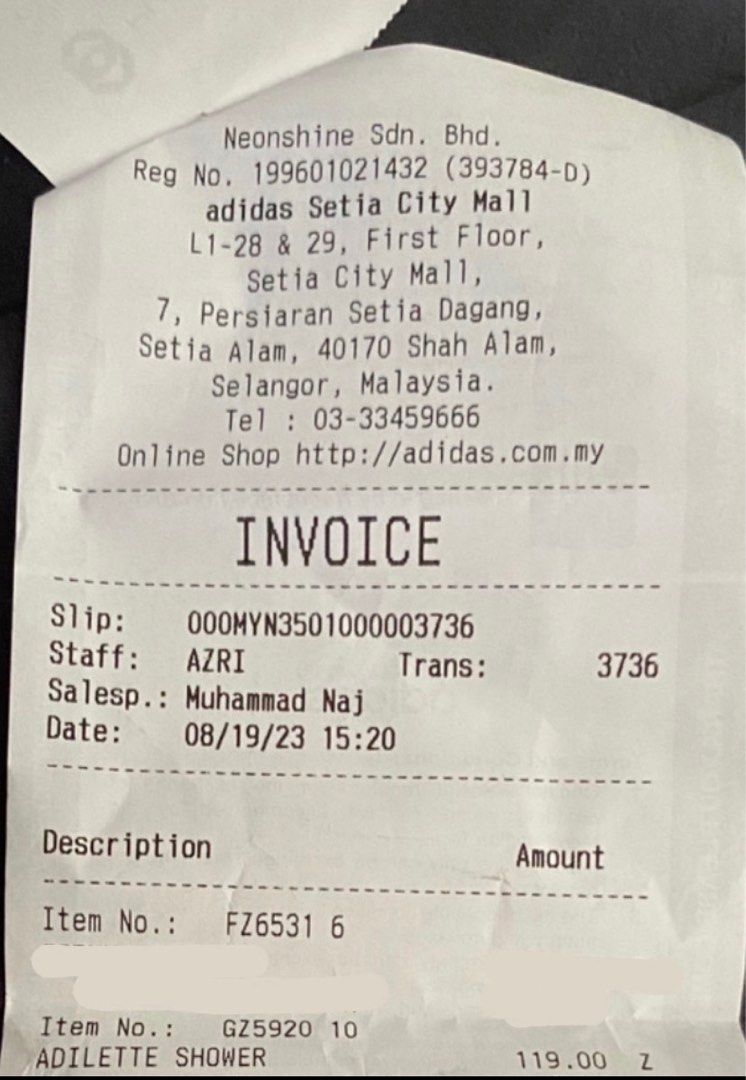 Neonshine Sdn. Bhd.
Reg No. 199601021432 (393784-D)
adidas Setia City Mall
L1-28 & 29, First Floor,
Setia City Mall,
7, Persiaran Setia Dagang,
Setia Alam, 40170 Shah Alam,
Selangor, Malaysia.
Tel : 03-33459666
Online Shop http://adidas.com.my
INVOICE
Slip: 000MYN3501000003736
Staff: AZRI Trans: 3736
Salesp.: Muhammad Naj
Date: 08/19/23 15:20
Description Amount
Item No.: FZ6531 6
Item No.: GZ5920 10
ADILETTE SHOWER 119.00 Z